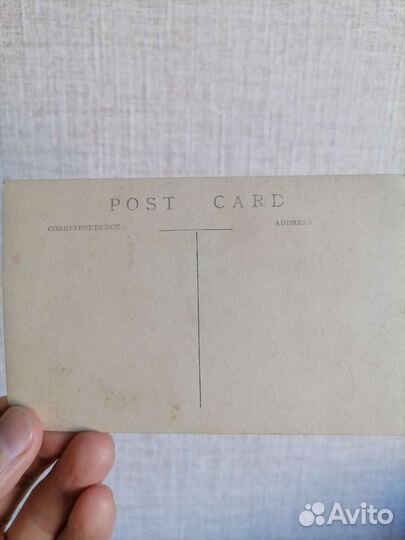 POST CARD
CORRESPONDENCE ADDRESS
Avito